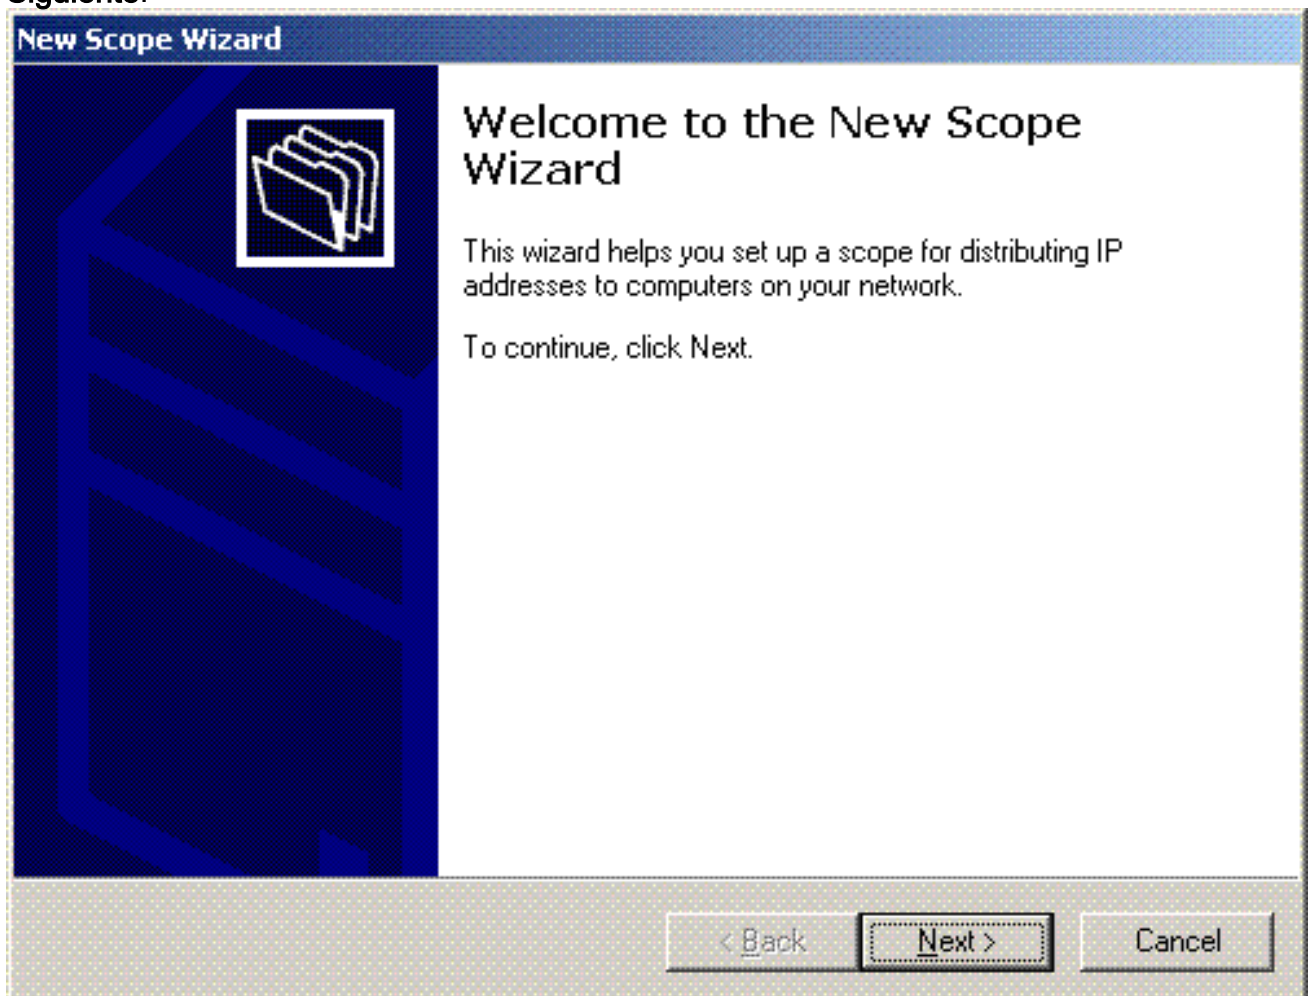 Siguiente.
New Scope Wizard
Welcome to the New Scope
Wizard
This wizard helps you set up a scope for distributing IP
addresses to computers on your network.
To continue, click Next.
< Back
Next >
Cancel